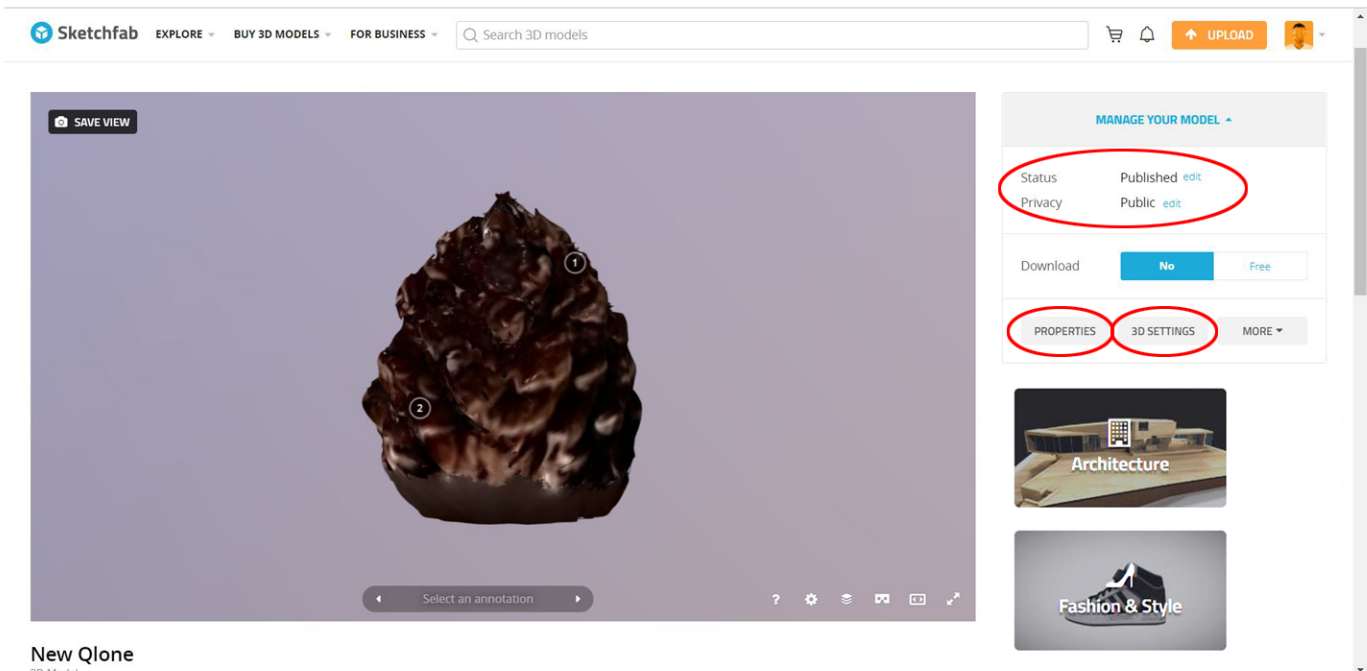 Sketchfab EXPLORE BUY 3D MODELS FOR BUSINESS Search 3D models UPLOAD
SAVE VIEW
MANAGE YOUR MODEL
Status Published edit
Privacy Public edit
Download No Free
PROPERTIES 3D SETTINGS MORE
1
2
Architecture
Fashion & Style
Select an annotation ?
New Qlone